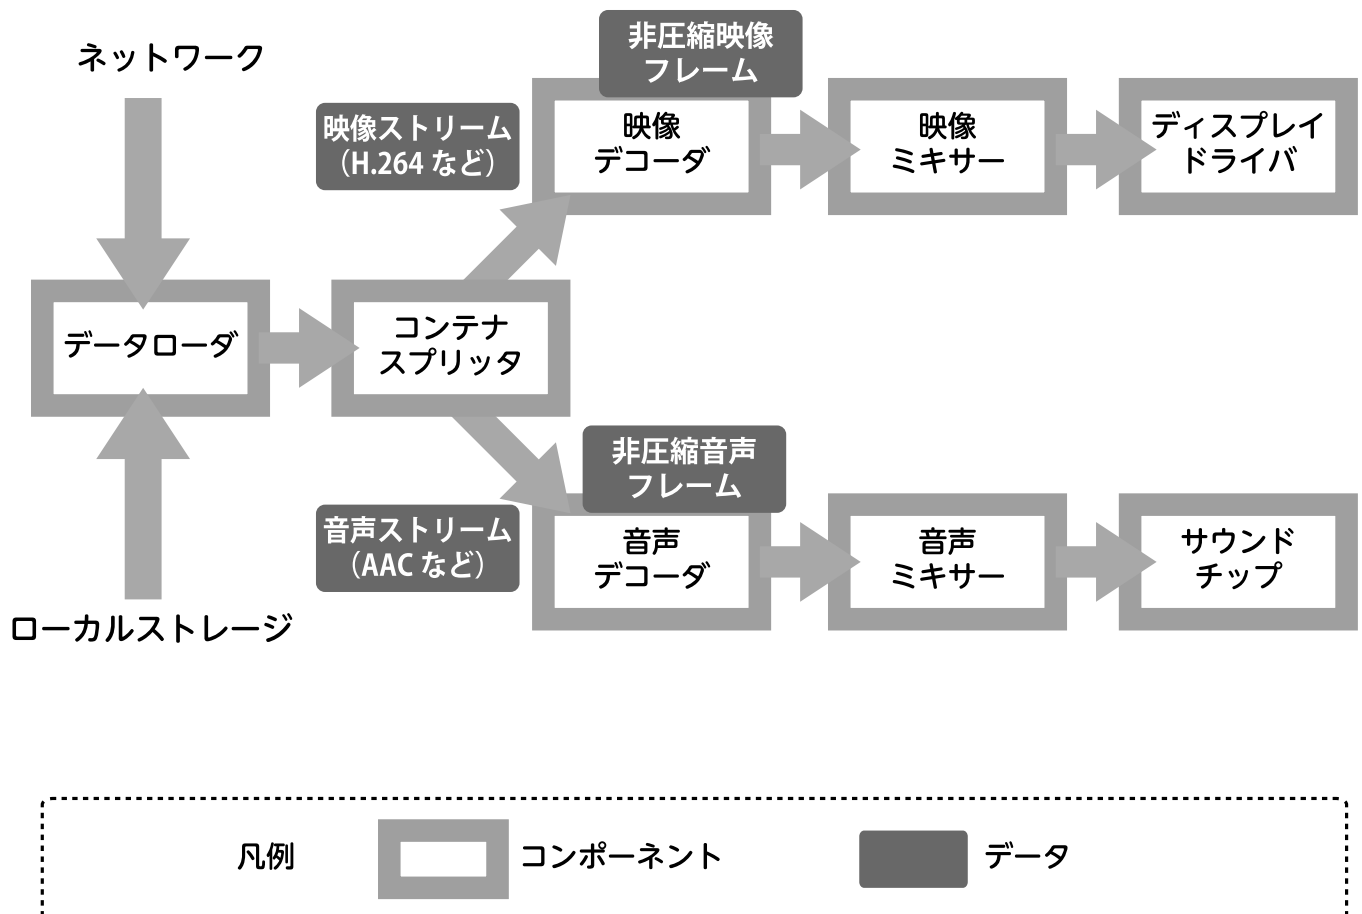 ネットワーク
非圧縮映像
フレーム
映像ストリーム
（H.264 など）
映像
デコーダ
映像
ミキサー
ディスプレイ
ドライバ
データローダ
コンテナ
スプリッタ
非圧縮音声
フレーム
音声ストリーム
（AAC など）
音声
デコーダ
音声
ミキサー
サウンド
チップ
ローカルストレージ
凡例
コンポーネント
データ